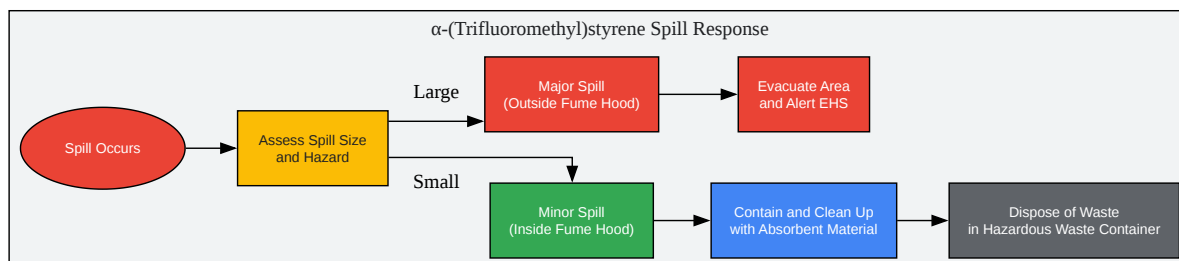 α-(Trifluoromethyl)styrene Spill Response
Spill Occurs
Assess Spill Size
and Hazard
Large
Major Spill
(Outside Fume Hood)
Evacuate Area
and Alert EHS
Small
Minor Spill
(Inside Fume Hood)
Contain and Clean Up
with Absorbent Material
Dispose of Waste
in Hazardous Waste Container